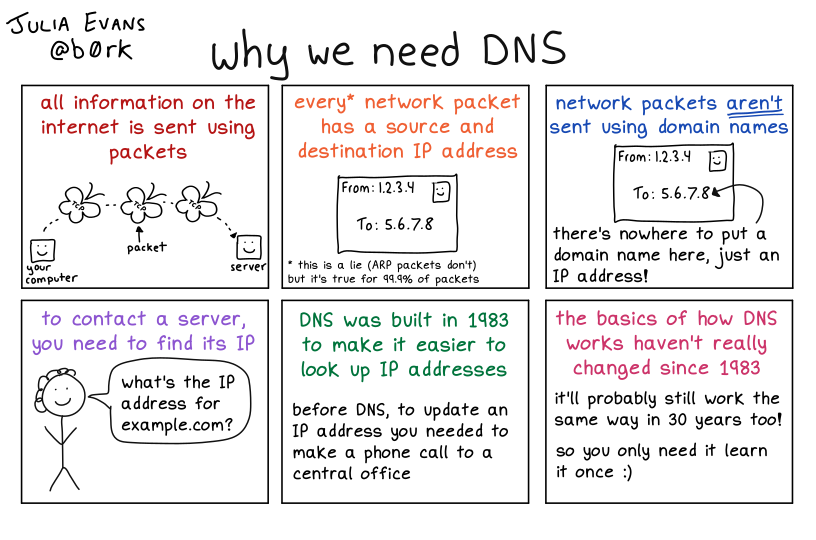 JULIA EVANS
@b0rk
why we need DNS
all information on the
internet is sent using
packets
TCP
TCP
TCP
packet
your
computer
server
every* network packet
has a source and
destination IP address
From: 1.2.3.4
To: 5.6.7.8
* this is a lie (ARP packets don't)
but it's true for 99.9% of packets
network packets aren't
sent using domain names
From: 1.2.3.4
To: 5.6.7.8
there's nowhere to put a
domain name here, just an
IP address!
to contact a server,
you need to find its IP
what's the IP
address for
example.com?
DNS was built in 1983
to make it easier to
look up IP addresses
before DNS, to update an
IP address you needed to
make a phone call to a
central office
the basics of how DNS
works haven't really
changed since 1983
it'll probably still work the
same way in 30 years too!
so you only need it learn
it once :)